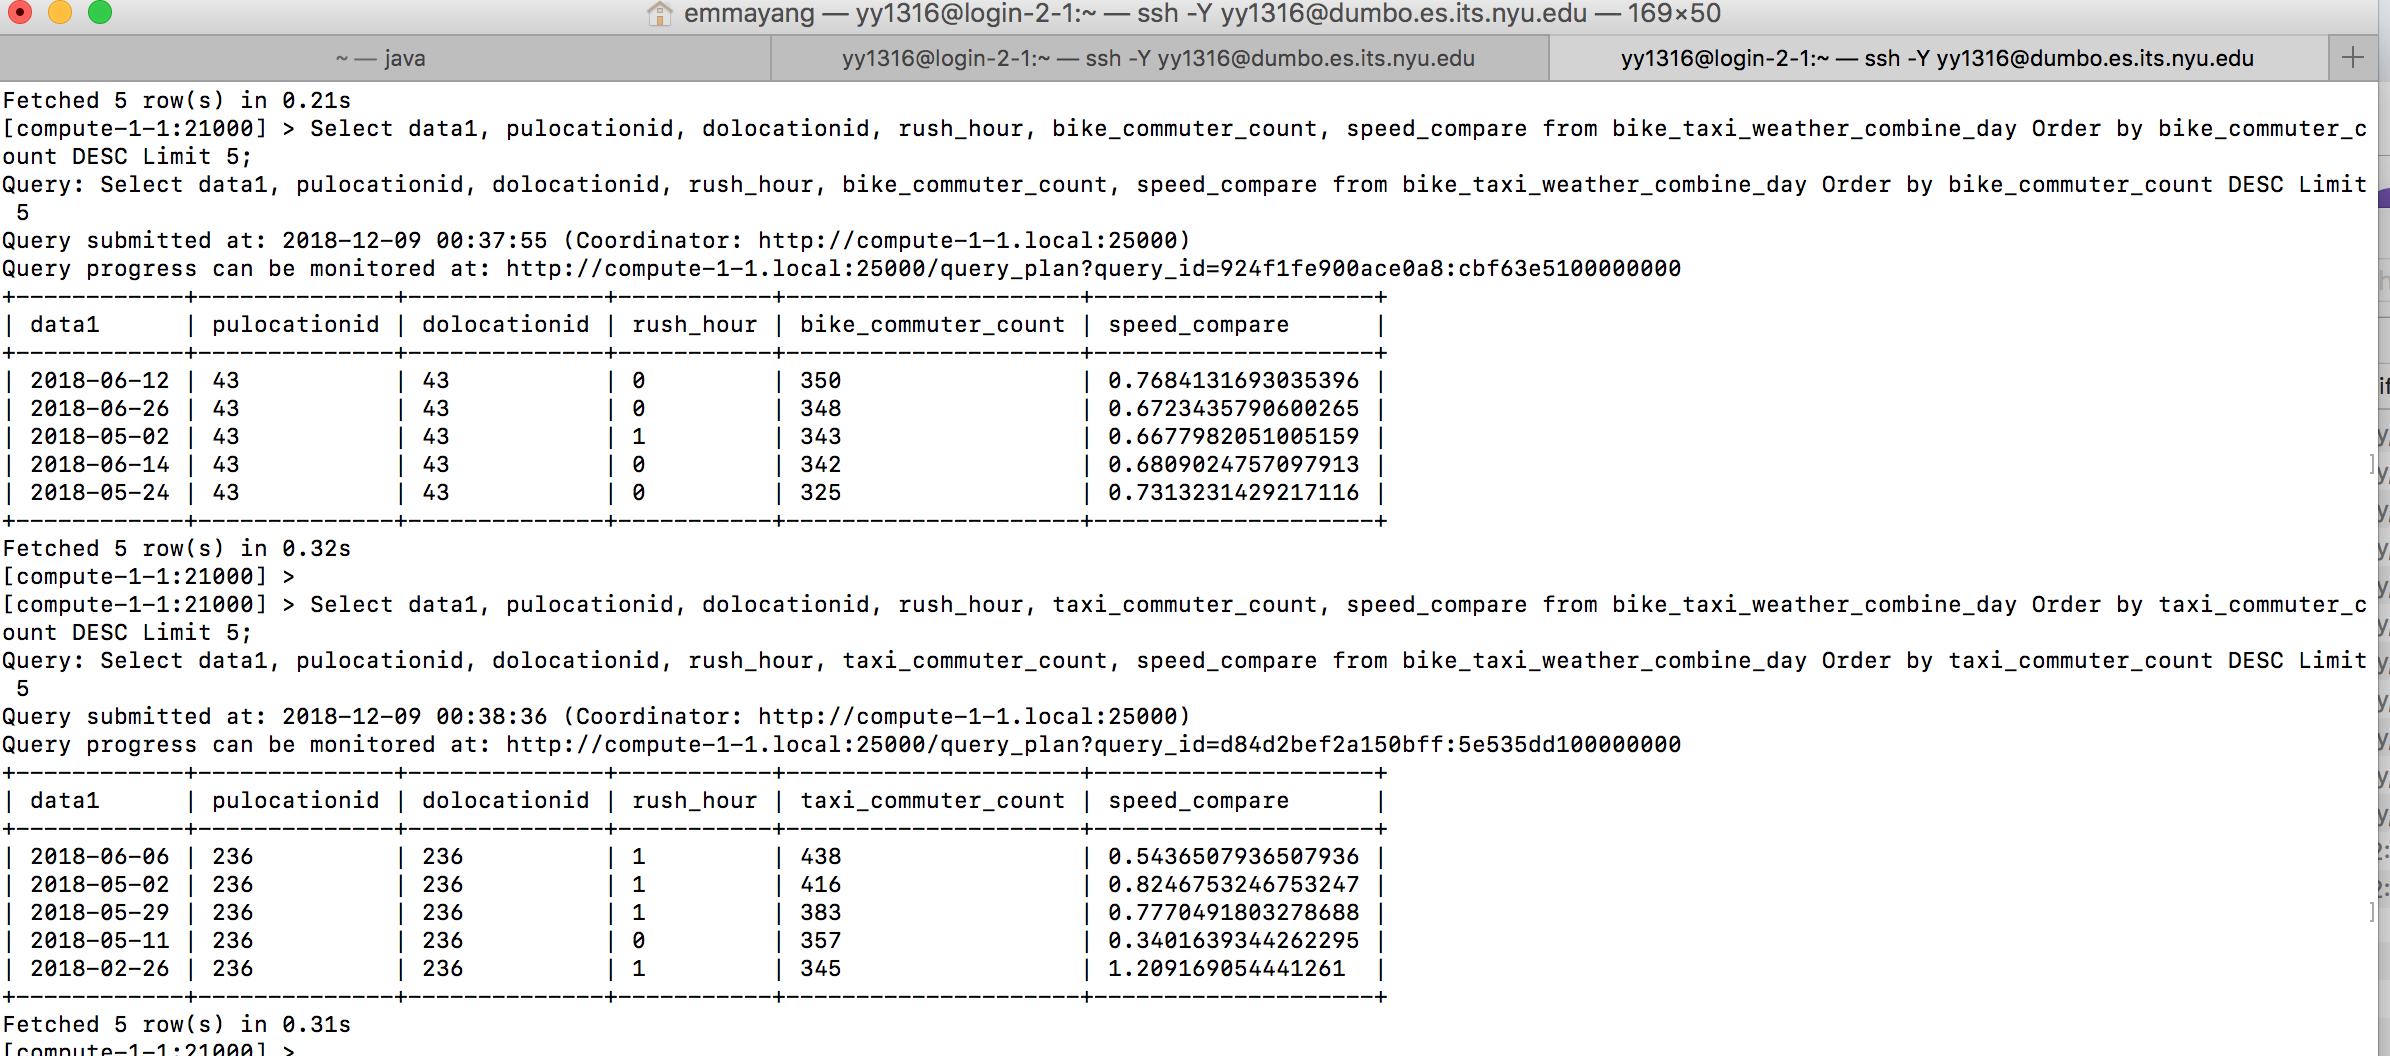 emmayang — yy1316@login-2-1:~ — ssh -Y yy1316@dumbo.es.its.nyu.edu — 169×50
~ — java
yy1316@login-2-1:~ — ssh -Y yy1316@dumbo.es.its.nyu.edu
yy1316@login-2-1:~ — ssh -Y yy1316@dumbo.es.its.nyu.edu
Fetched 5 row(s) in 0.21s
[compute-1-1:21000] > Select data1, pulocationid, dolocationid, rush_hour, bike_commuter_count, speed_compare from bike_taxi_weather_combine_day Order by bike_commuter_c
ount DESC Limit 5;
Query: Select data1, pulocationid, dolocationid, rush_hour, bike_commuter_count, speed_compare from bike_taxi_weather_combine_day Order by bike_commuter_count DESC Limit
5
Query submitted at: 2018-12-09 00:37:55 (Coordinator: http://compute-1-1.local:25000)
Query progress can be monitored at: http://compute-1-1.local:25000/query_plan?query_id=924f1fe900ace0a8:cbf63e5100000000
+------------+--------------+--------------+-----------+---------------------+--------------------+
| data1      | pulocationid | dolocationid | rush_hour | bike_commuter_count | speed_compare      |
+------------+--------------+--------------+-----------+---------------------+--------------------+
| 2018-06-12 | 43           | 43           | 0         | 350                 | 0.7684131693035396 |
| 2018-06-26 | 43           | 43           | 0         | 348                 | 0.6723435790600265 |
| 2018-05-02 | 43           | 43           | 1         | 343                 | 0.6677982051005159 |
| 2018-06-14 | 43           | 43           | 0         | 342                 | 0.6809024757097913 |
| 2018-05-24 | 43           | 43           | 0         | 325                 | 0.7313231429217116 |
+------------+--------------+--------------+-----------+---------------------+--------------------+
Fetched 5 row(s) in 0.32s
[compute-1-1:21000] >
[compute-1-1:21000] > Select data1, pulocationid, dolocationid, rush_hour, taxi_commuter_count, speed_compare from bike_taxi_weather_combine_day Order by taxi_commuter_c
ount DESC Limit 5;
Query: Select data1, pulocationid, dolocationid, rush_hour, taxi_commuter_count, speed_compare from bike_taxi_weather_combine_day Order by taxi_commuter_count DESC Limit
5
Query submitted at: 2018-12-09 00:38:36 (Coordinator: http://compute-1-1.local:25000)
Query progress can be monitored at: http://compute-1-1.local:25000/query_plan?query_id=d84d2bef2a150bff:5e535dd100000000
+------------+--------------+--------------+-----------+---------------------+--------------------+
| data1      | pulocationid | dolocationid | rush_hour | taxi_commuter_count | speed_compare      |
+------------+--------------+--------------+-----------+---------------------+--------------------+
| 2018-06-06 | 236          | 236          | 1         | 438                 | 0.5436507936507936 |
| 2018-05-02 | 236          | 236          | 1         | 416                 | 0.8246753246753247 |
| 2018-05-29 | 236          | 236          | 1         | 383                 | 0.7770491803278688 |
| 2018-05-11 | 236          | 236          | 0         | 357                 | 0.3401639344262295 |
| 2018-02-26 | 236          | 236          | 1         | 345                 | 1.209169054441261  |
+------------+--------------+--------------+-----------+---------------------+--------------------+
Fetched 5 row(s) in 0.31s
[compute-1-1:21000] >